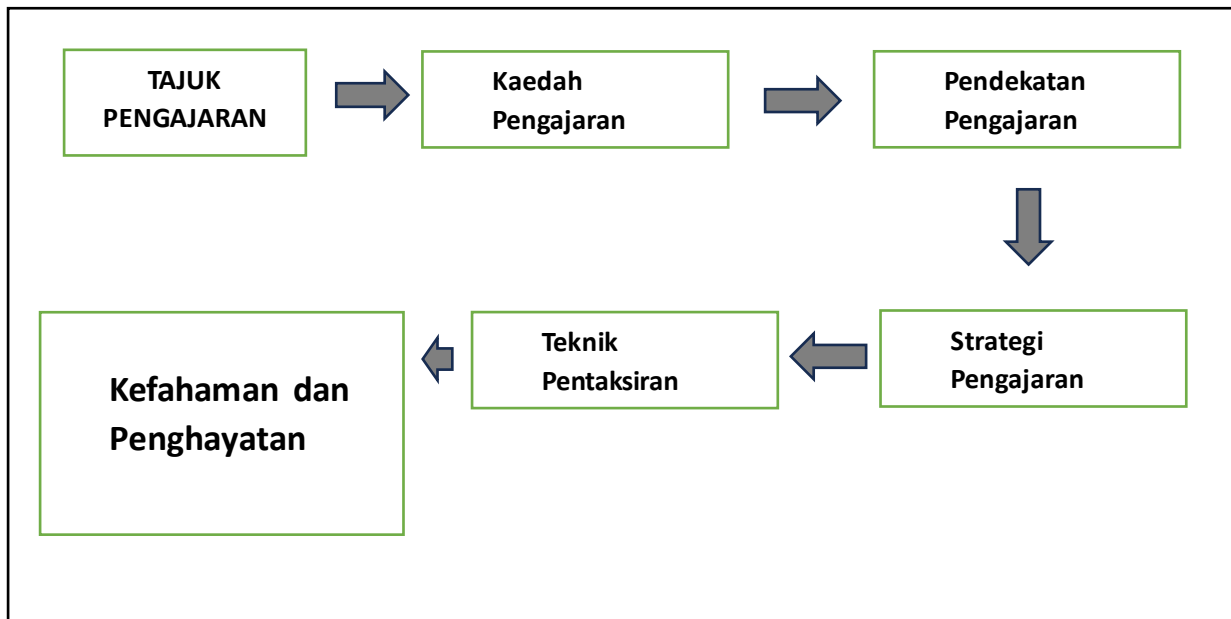 TAJUK
PENGAJARAN
Kaedah
Pengajaran
Pendekatan
Pengajaran
Strategi
Pengajaran
Teknik
Pentaksiran
Kefahaman dan
Penghayatan